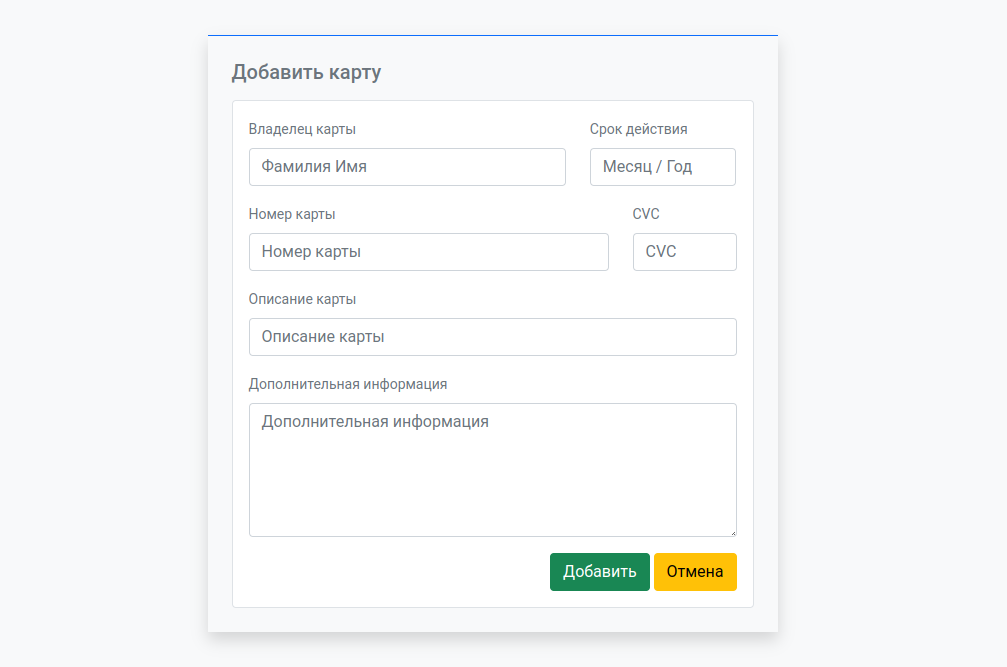 Добавить карту
Владелец карты
Срок действия
Фамилия Имя
Месяц / Год
Номер карты
CVC
Номер карты
CVC
Описание карты
Описание карты
Дополнительная информация
Дополнительная информация
Добавить
Отмена